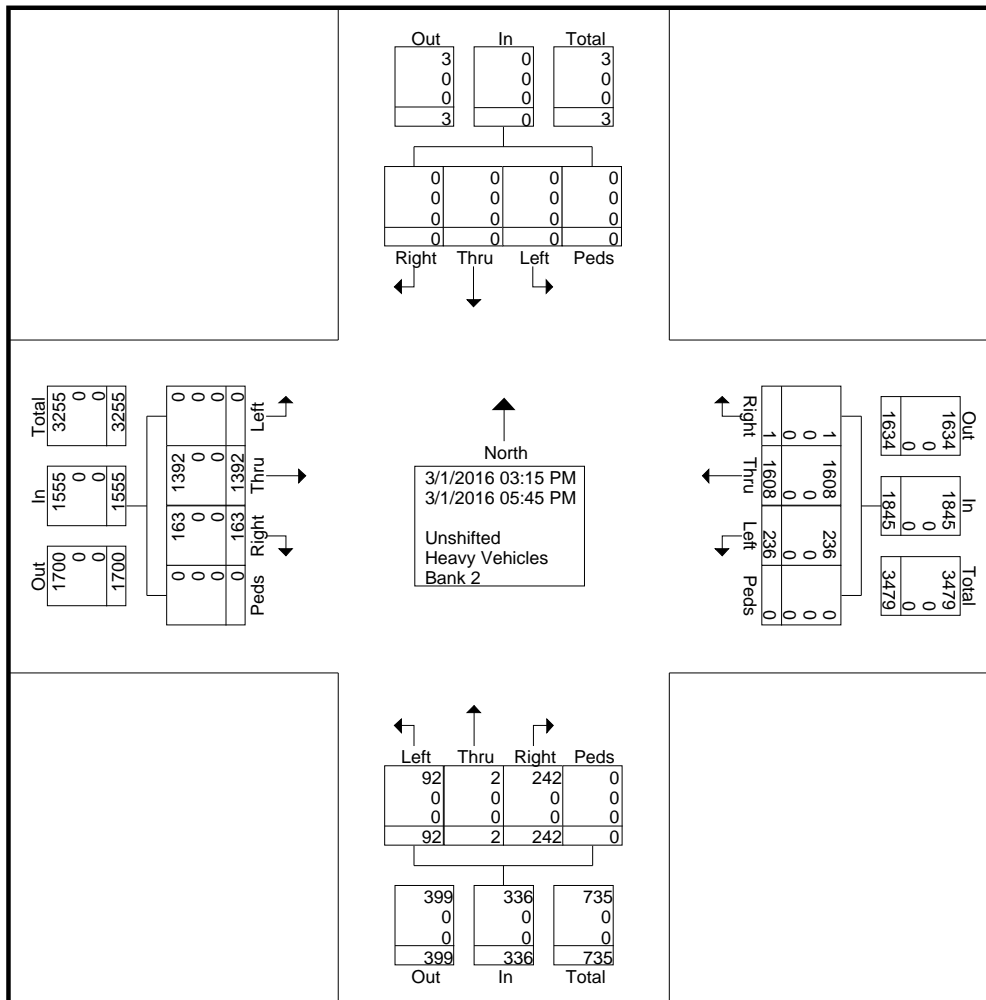 Out In Total
3 0 3
0 0 0
0 0 0
3 0 3
0 0 0 0
0 0 0 0
0 0 0 0
0 0 0 0
Right Thru Left Peds
Total
3255 0 0 3255
In
1555 0 0 1555
Out
1700 0 0 1700
0 0 0 0
Left
1392 0 0 1392
Thru
163 0 0 163
Right
0 0 0 0
Peds
North
3/1/2016 03:15 PM
3/1/2016 05:45 PM
Unshifted
Heavy Vehicles
Bank 2
Right
1 0 0 1
Thru
1608 0 0 1608
Left
236 0 0 236
Peds
0 0 0 0
Out
1634 0 0 1634
In
1845 0 0 1845
Total
3479 0 0 3479
Left Thru Right Peds
92 2 242 0
0 0 0 0
0 0 0 0
92 2 242 0
399 336 735
0 0 0
0 0 0
399 336 735
Out In Total